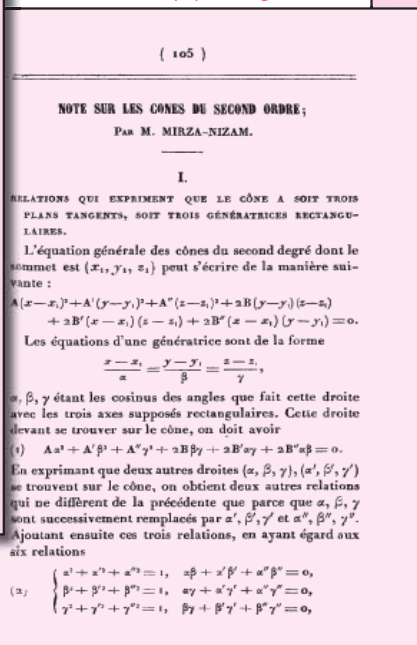 ( 105 )
NOTE SUR LES CONES DU SECOND ORDRE;
PAR M. MIRZA-NIZAM.
I.
RELATIONS QUI EXPRIMENT QUE LE CÔNE A SOIT TROIS
PLANS TANGENTS, SOIT TROIS GÉNÉRATRICES RECTANGU-
LAIRES.
L'équation générale des cônes du second degré dont le
sommet est (x₁, y₁, z₁) peut s'écrire de la manière sui-
vante :
A(x—x₁)²+A'(y—y₁)²+A''(z—z₁)²+2B(y—y₁)(z—z₁)
+ 2B'(x — x₁)(z — z₁) + 2B''(x — x₁)(y — y₁)=0.
Les équations d'une génératrice sont de la forme
(x — x₁)/α = (y — y₁)/β = (z — z₁)/γ,
α, β, γ étant les cosinus des angles que fait cette droite
avec les trois axes supposés rectangulaires. Cette droite
devant se trouver sur le cône, on doit avoir
(1) Aα² + A'β² + A''γ² + 2Bβγ + 2B'αγ + 2B''αβ = 0.
En exprimant que deux autres droites (α, β, γ), (α', β', γ')
se trouvent sur le cône, on obtient deux autres relations
qui ne diffèrent de la précédente que parce que α, β, γ
sont successivement remplacés par α', β', γ' et α'', β'', γ''.
Ajoutant ensuite ces trois relations, en ayant égard aux
six relations
α² + α'² + α''² = 1, αβ + α'β' + α''β'' = 0,
(2) β² + β'² + β''² = 1, αγ + α'γ' + α''γ'' = 0,
γ² + γ'² + γ''² = 1, βγ + β'γ' + β''γ'' = 0,